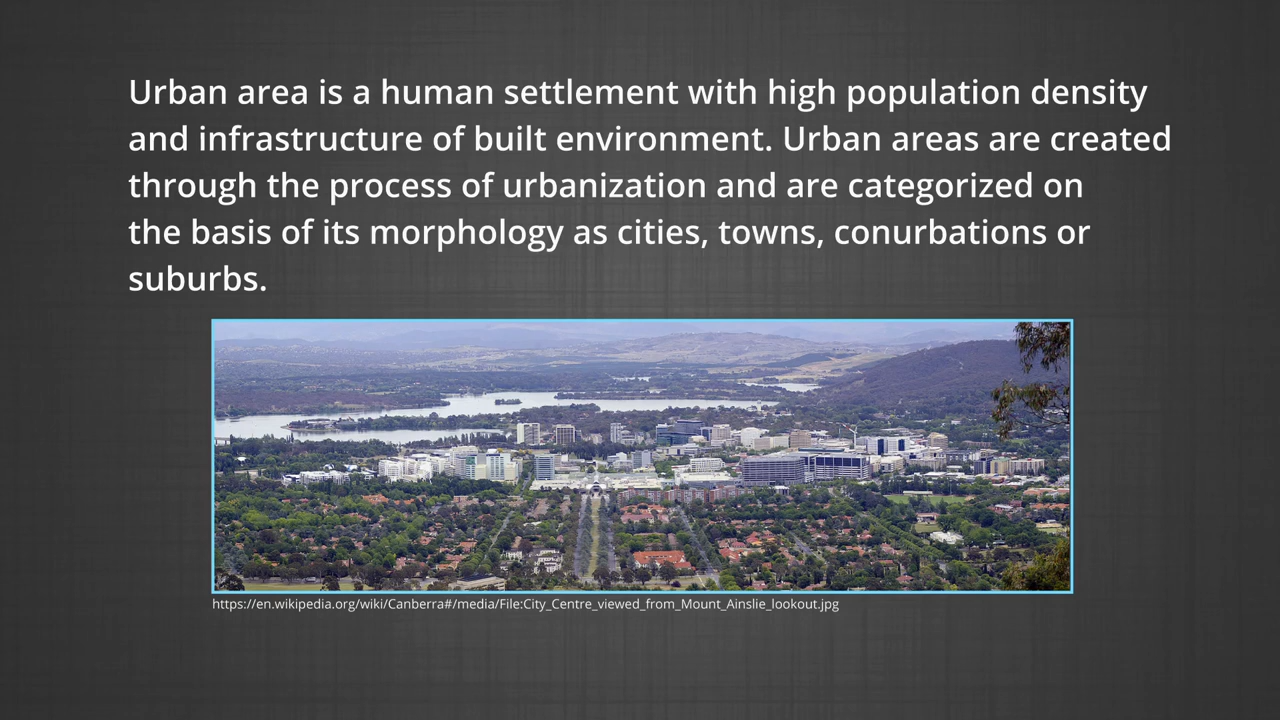 Urban area is a human settlement with high population density
and infrastructure of built environment. Urban areas are created
through the process of urbanization and are categorized on
the basis of its morphology as cities, towns, conurbations or
suburbs.
https://en.wikipedia.org/wiki/Canberra#/media/File:City_Centre_viewed_from_Mount_Ainslie_lookout.jpg